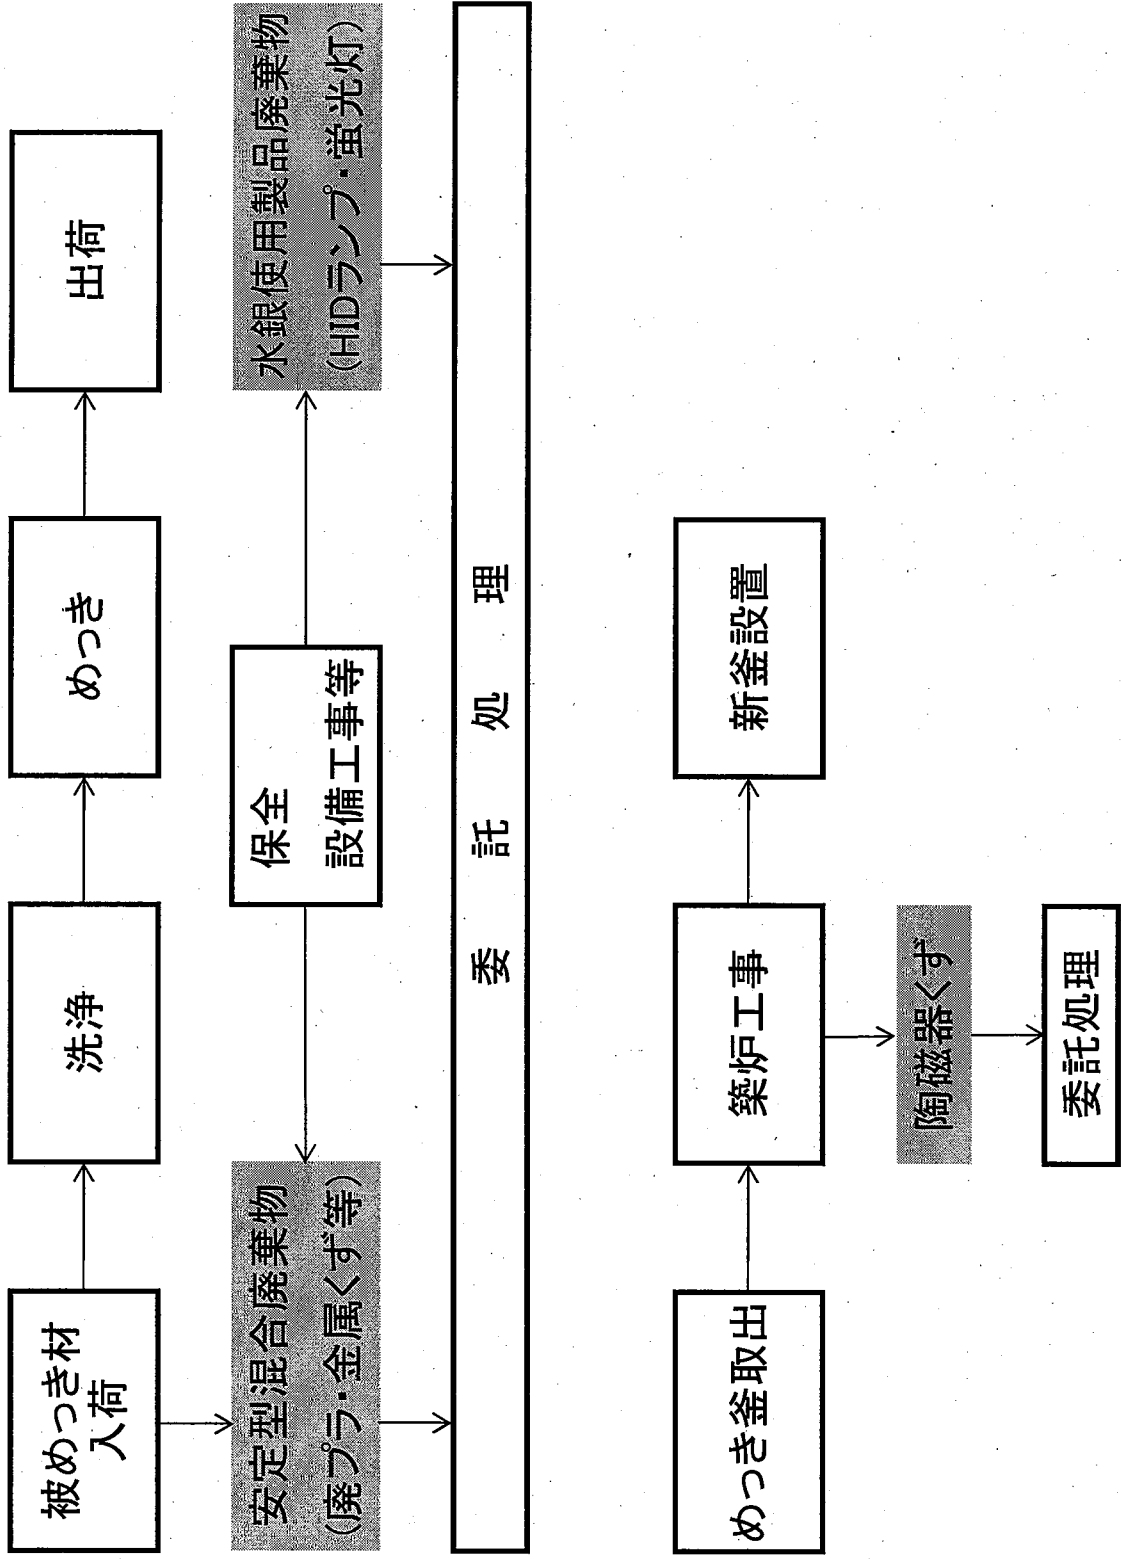 被めっき材
入荷
洗浄
めっき
出荷
安定型混合廃棄物
（廃プラ・金属くず等）
保全
設備工事等
水銀使用製品廃棄物
（HIDランプ・蛍光灯）
委託処理
めっき釜取出
築炉工事
新釜設置
陶磁器くず
委託処理